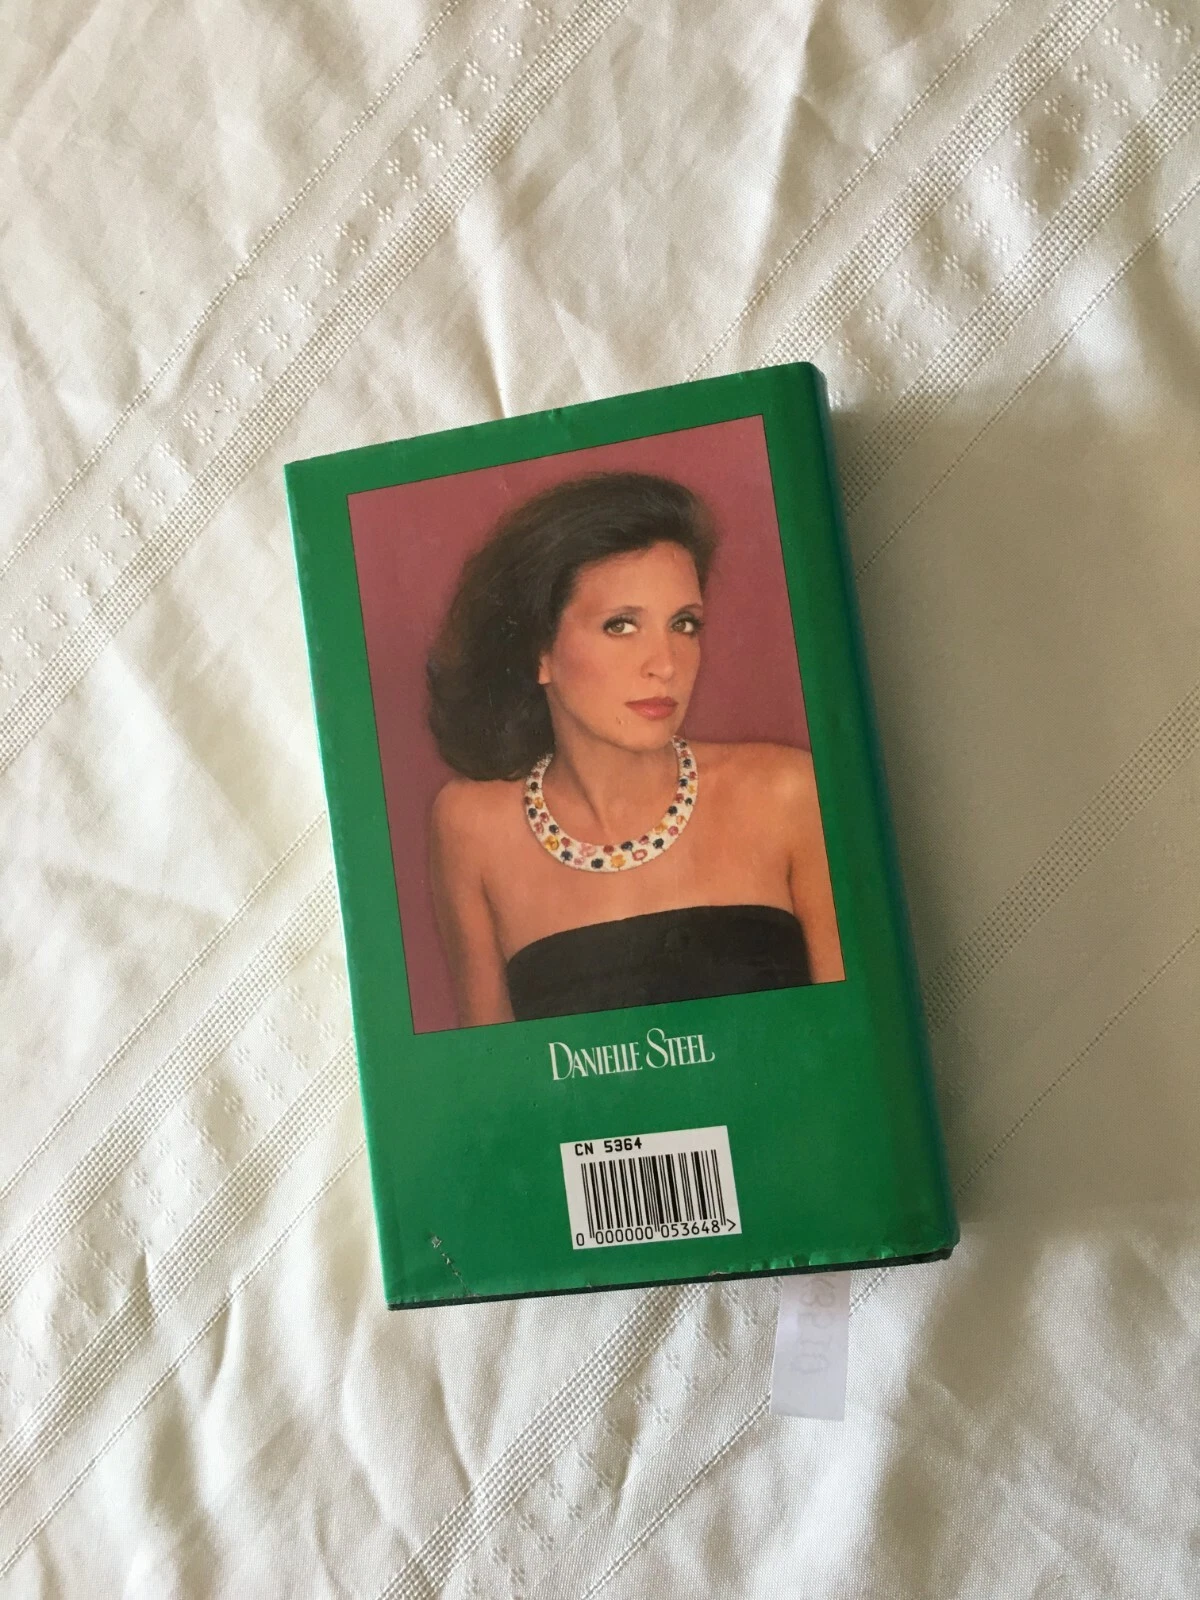 DANIELLE STEEL
CN 5364
0 000000 053648 >